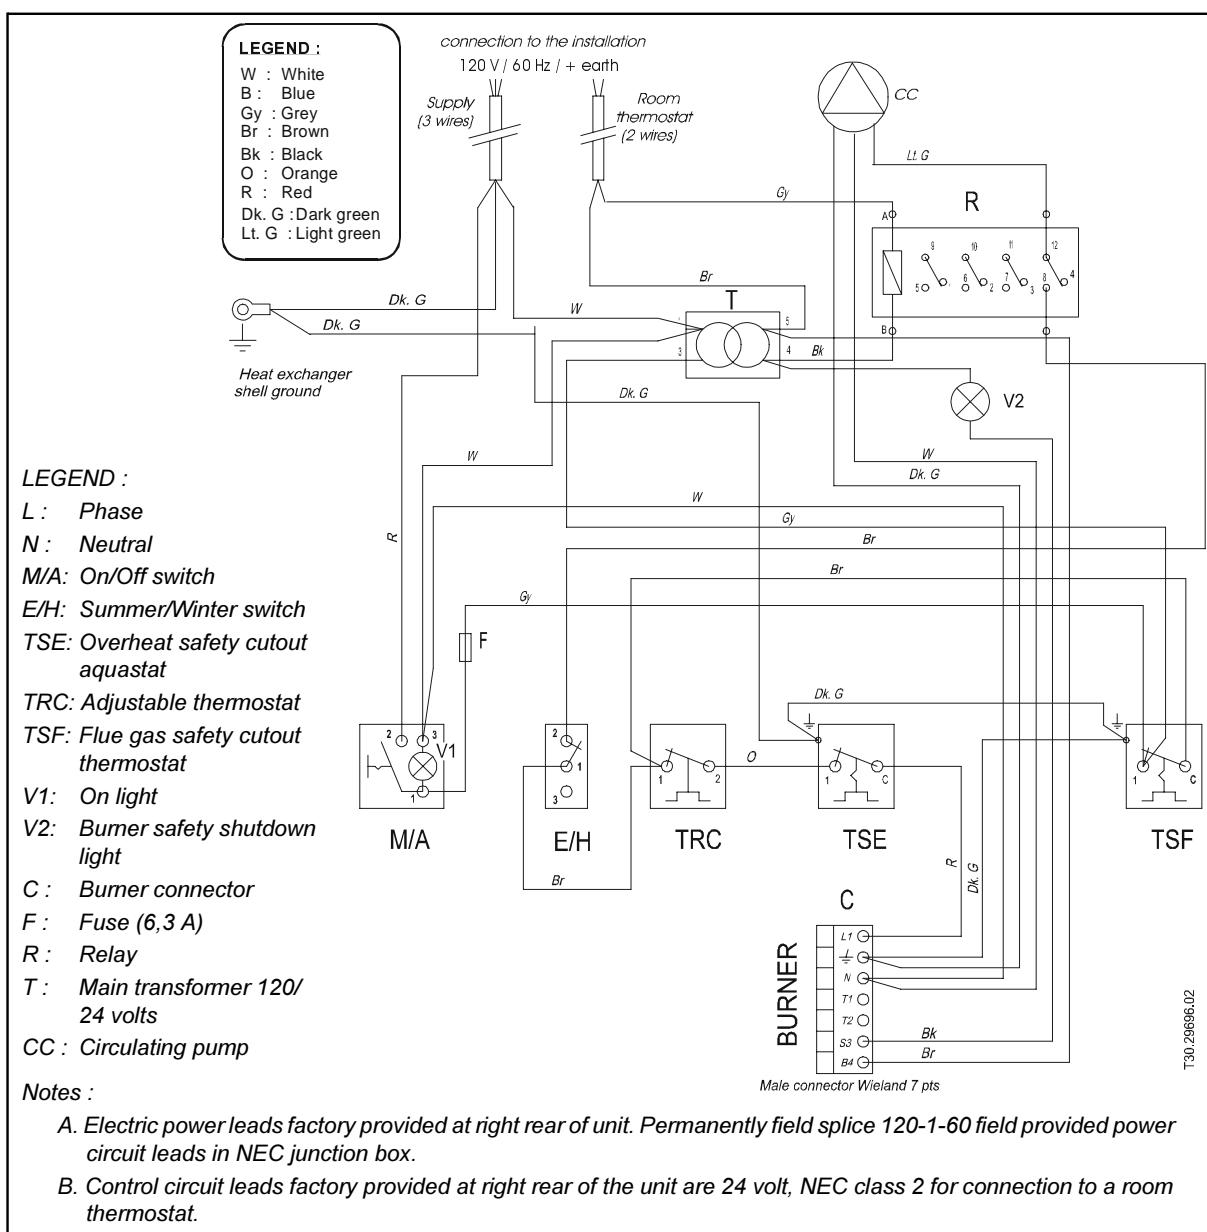 LEGEND :
W : White
B : Blue
Gy : Grey
Br : Brown
Bk : Black
O : Orange
R : Red
Dk. G : Dark green
Lt. G : Light green
connection to the installation
120 V / 60 Hz / + earth
Supply
(3 wires)
Room
thermostat
(2 wires)
CC
Lt. G
Gy
R
A
9
10
11
12
5
6
2
7
3
8
4
B
Br
T
Dk. G
W
Dk. G
5
3
4
Bk
Heat exchanger
shell ground
Dk. G
V2
W
W
Dk. G
W
Gy
R
Br
Br
Gy
F
Dk. G
2
3
V1
1
M/A
2
1
3
E/H
1
2
TRC
O
1
C
TSE
1
C
TSF
Br
R
Dk. G
C
BURNER
L1
N
T1
T2
S3
B4
Bk
Br
Male connector Wieland 7 pts
T30.29696.02
LEGEND :
L : Phase
N : Neutral
M/A: On/Off switch
E/H: Summer/Winter switch
TSE: Overheat safety cutout
aquastat
TRC: Adjustable thermostat
TSF: Flue gas safety cutout
thermostat
V1: On light
V2: Burner safety shutdown
light
C : Burner connector
F : Fuse (6,3 A)
R : Relay
T : Main transformer 120/
24 volts
CC : Circulating pump
Notes :
A. Electric power leads factory provided at right rear of unit. Permanently field splice 120-1-60 field provided power
circuit leads in NEC junction box.
B. Control circuit leads factory provided at right rear of the unit are 24 volt, NEC class 2 for connection to a room
thermostat.